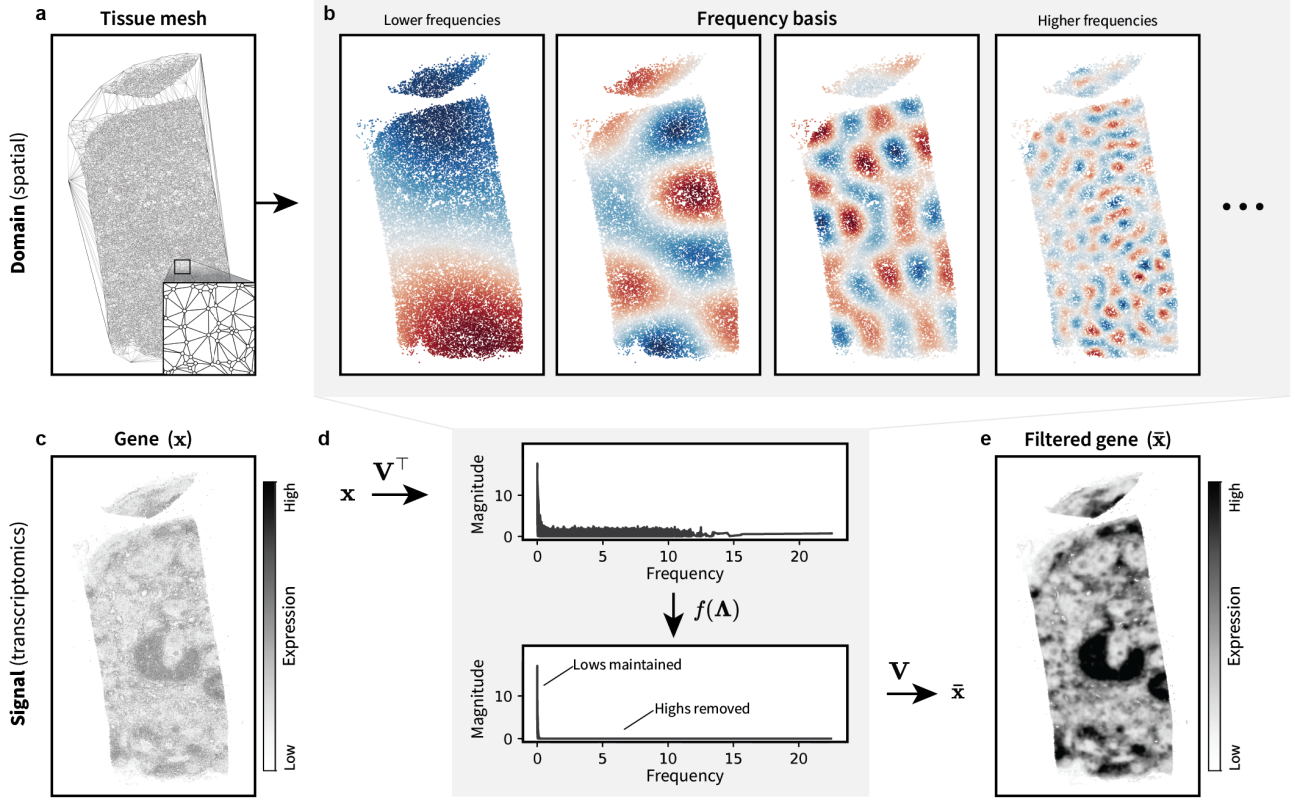 a Tissue mesh
b Lower frequencies Frequency basis Higher frequencies
Domain (spatial)
c Gene (x)
d
e Filtered gene (x̄)
Signal (transcriptomics)
High
Expression
Low
x V⊤
Magnitude
10
0
0 5 10 15 20
Frequency
f(Λ)
Magnitude
10
0
Lows maintained
Highs removed
0 5 10 15 20
Frequency
V x̄
High
Expression
Low